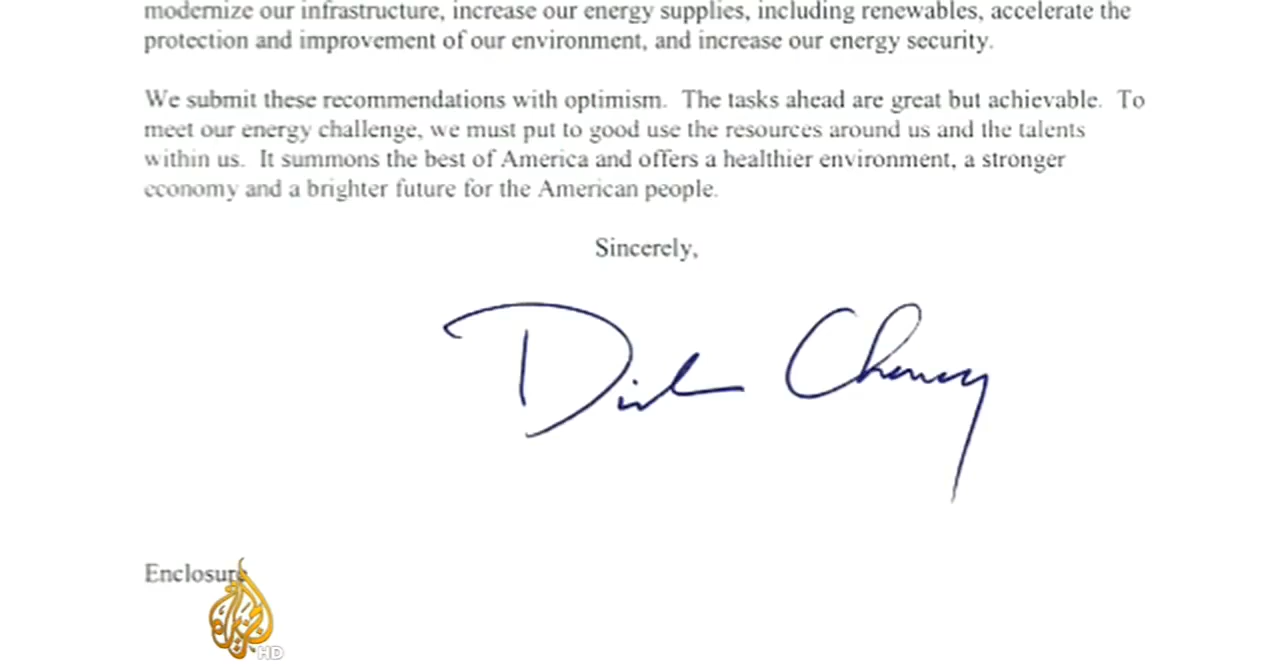 modernize our infrastructure, increase our energy supplies, including renewables, accelerate the
protection and improvement of our environment, and increase our energy security.
We submit these recommendations with optimism. The tasks ahead are great but achievable. To
meet our energy challenge, we must put to good use the resources around us and the talents
within us. It summons the best of America and offers a healthier environment, a stronger
economy and a brighter future for the American people.
Sincerely,
Dick Cheney
Enclosure
الجزيرة
HD